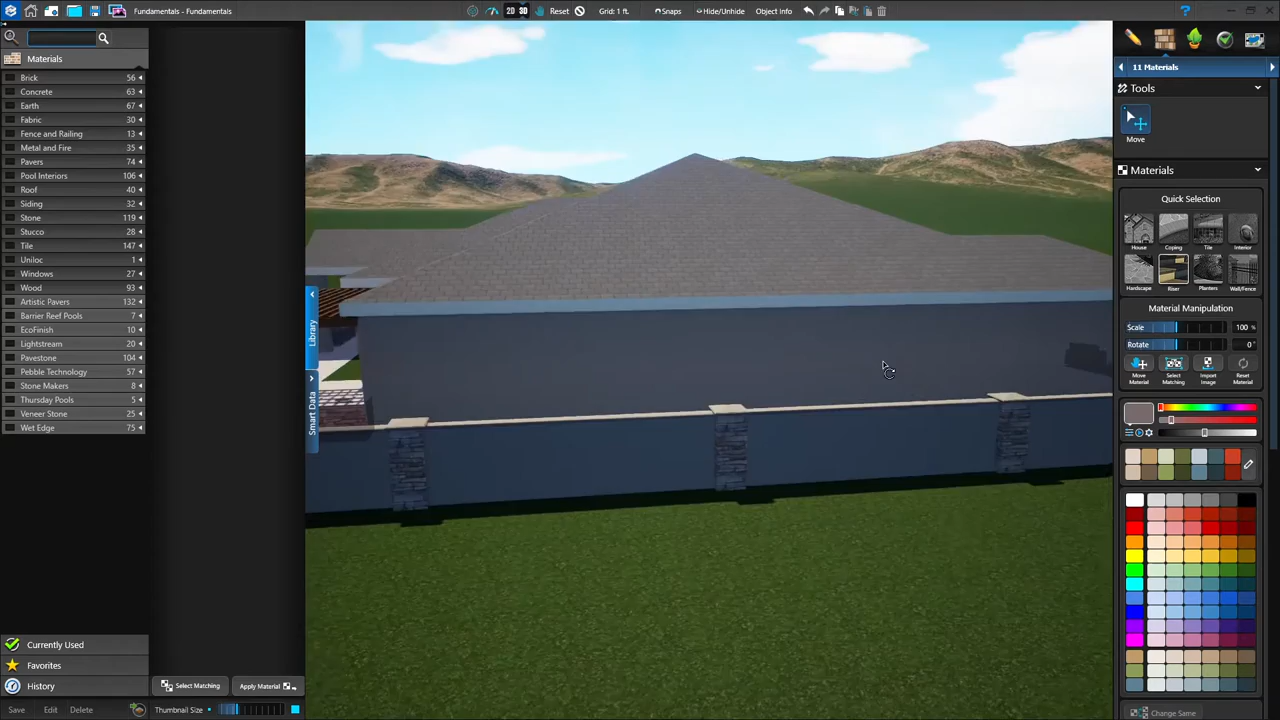 Fundamentals - Fundamentals
2D 3D
Reset
Grid: 1 ft.
Snaps
Hide/Unhide
Object Info
?
Materials
Brick 56
Concrete 63
Earth 67
Fabric 30
Fence and Railing 13
Metal and Fire 35
Pavers 74
Pool Interiors 106
Roof 40
Siding 32
Stone 119
Stucco 28
Tile 147
Uniloc 1
Windows 27
Wood 93
Artistic Pavers 132
Barrier Reef Pools 7
EcoFinish 10
Lightstream 20
Pavestone 104
Pebble Technology 57
Stone Makers 8
Thursday Pools 5
Veneer Stone 25
Wet Edge 75
Currently Used
Favorites
History
Save Edit Delete
Select Matching
Apply Material
Thumbnail Size
Library
Smart Data
11 Materials
Tools
Move
Materials
Quick Selection
House Coping Tile Interior
Hardscape Riser Planters Wall/Fence
Material Manipulation
Scale 100 %
Rotate 0°
Move Material
Select Matching
Import Image
Reset Material
Change Same